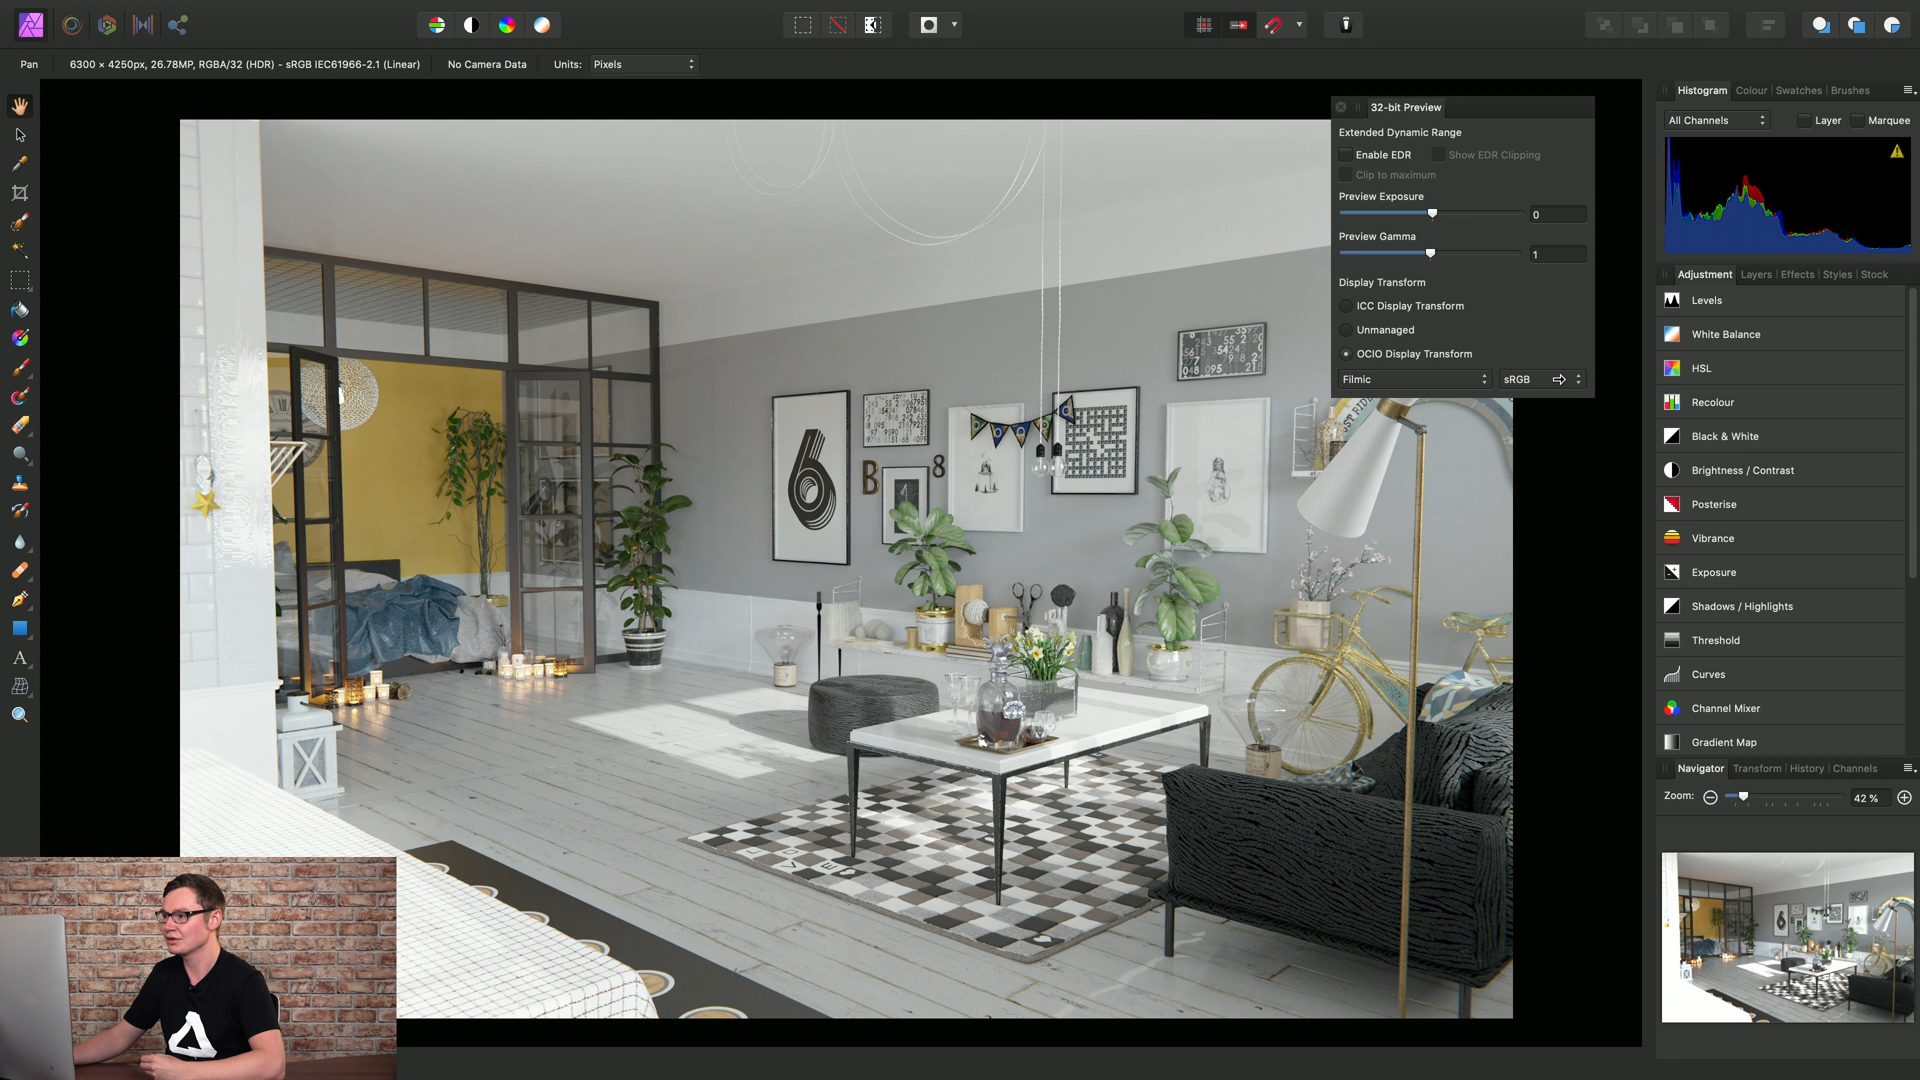 Pan
6300 × 4250px, 26.78MP, RGBA/32 (HDR) - sRGB IEC61966-2.1 (Linear)
No Camera Data
Units:
Pixels
32-bit Preview
Extended Dynamic Range
Enable EDR
Show EDR Clipping
Clip to maximum
Preview Exposure
0
Preview Gamma
1
Display Transform
ICC Display Transform
Unmanaged
OCIO Display Transform
Filmic
sRGB
Histogram
Colour
Swatches
Brushes
All Channels
Layer
Marquee
Adjustment
Layers
Effects
Styles
Stock
Levels
White Balance
HSL
Recolour
Black & White
Brightness / Contrast
Posterise
Vibrance
Exposure
Shadows / Highlights
Threshold
Curves
Channel Mixer
Gradient Map
Navigator
Transform
History
Channels
Zoom:
42 %
6
B
8